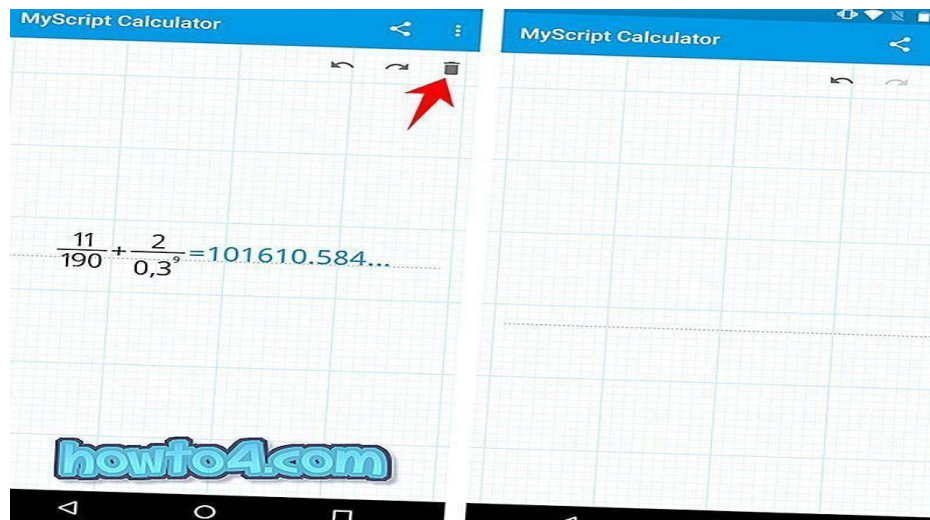 MyScript Calculator
11/190 + 2/0,3⁹ =101610.584...
howto4.com
MyScript Calculator